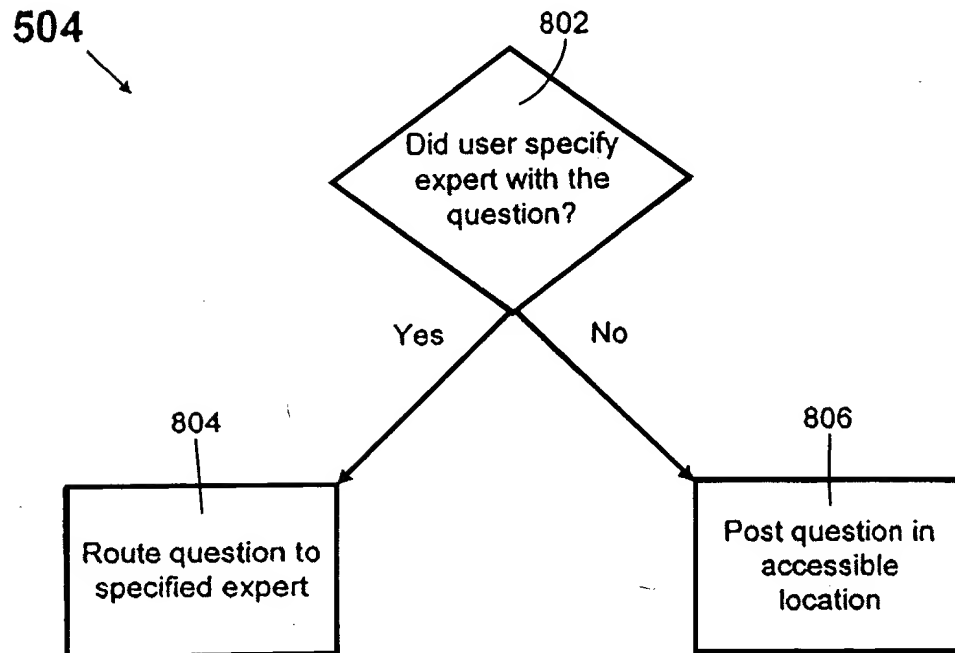 504
802
Did user specify
expert with the
question?
Yes
No
804
806
Route question to
specified expert
Post question in
accessible
location